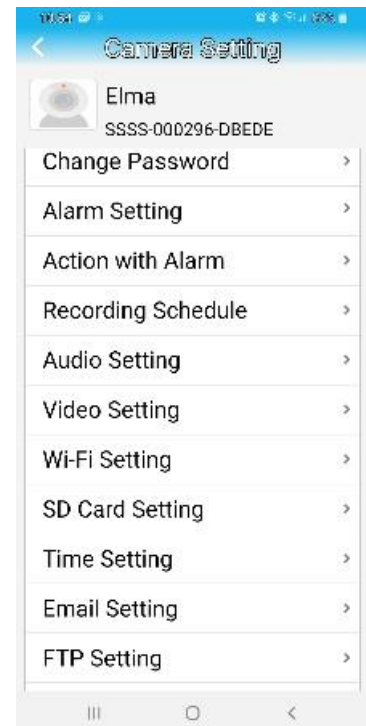 Camera Setting
Elma
SSSS-000296-DBEDE
Change Password
Alarm Setting
Action with Alarm
Recording Schedule
Audio Setting
Video Setting
Wi-Fi Setting
SD Card Setting
Time Setting
Email Setting
FTP Setting